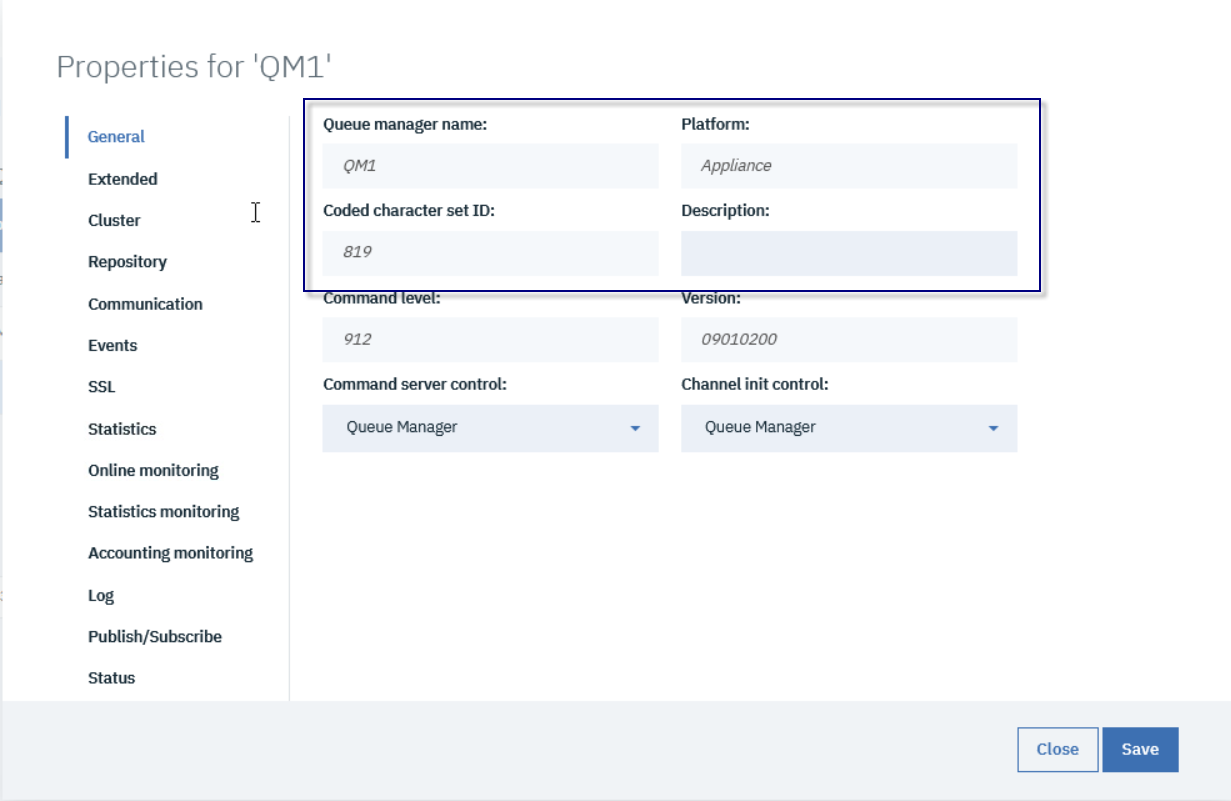 Properties for 'QM1'
General
Extended
Cluster
Repository
Communication
Events
SSL
Statistics
Online monitoring
Statistics monitoring
Accounting monitoring
Log
Publish/Subscribe
Status
Queue manager name:
Platform:
QM1
Appliance
Coded character set ID:
Description:
819
Command level:
Version:
912
09010200
Command server control:
Channel init control:
Queue Manager
Queue Manager
Close
Save